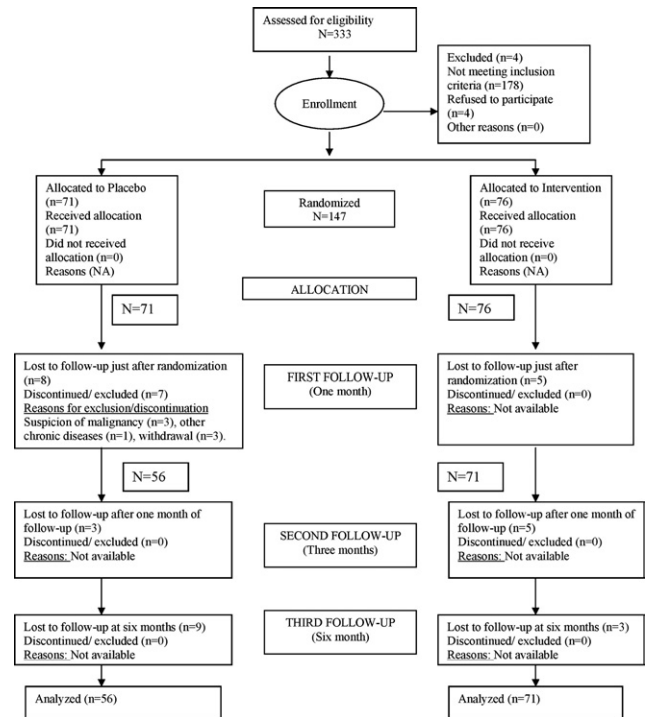 Assessed for eligibility
N=333
Excluded (n=4)
Not meeting inclusion
criteria (n=178)
Refused to participate
(n=4)
Other reasons (n=0)
Enrollment
Allocated to Placebo
(n=71)
Received allocation
(n=71)
Did not received
allocation (n=0)
Reasons (NA)
Randomized
N=147
Allocated to Intervention
(n=76)
Received allocation
(n=76)
Did not receive
allocation (n=0)
Reasons (NA)
ALLOCATION
N=71
N=76
Lost to follow-up just after randomization
(n=8)
Discontinued/ excluded (n=7)
Reasons for exclusion/discontinuation
Suspicion of malignancy (n=3), other
chronic diseases (n=1), withdrawal (n=3).
FIRST FOLLOW-UP
(One month)
Lost to follow-up just after
randomization (n=5)
Discontinued/ excluded (n=0)
Reasons: Not available
N=56
N=71
Lost to follow-up after one month of
follow-up (n=3)
Discontinued/ excluded (n=0)
Reasons: Not available
SECOND FOLLOW-UP
(Three months)
Lost to follow-up after one month of
follow-up (n=5)
Discontinued/ excluded (n=0)
Reasons: Not available
Lost to follow-up at six months (n=9)
Discontinued/ excluded (n=0)
Reasons: Not available
THIRD FOLLOW-UP
(Six month)
Lost to follow-up at six months (n=3)
Discontinued/ excluded (n=0)
Reasons: Not available
Analyzed (n=56)
Analyzed (n=71)